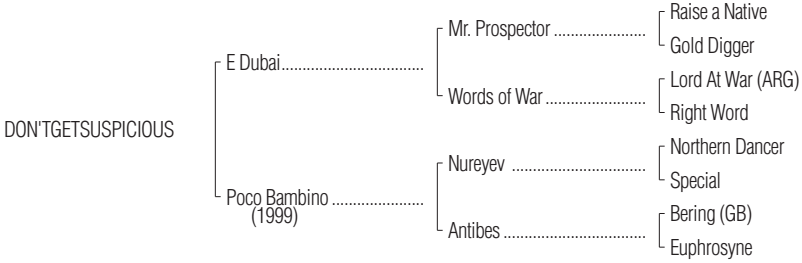 Raise a Native
Mr. Prospector
Gold Digger
E Dubai
Lord At War (ARG)
Words of War
Right Word
DON'TGETSUSPICIOUS
Northern Dancer
Nureyev
Special
Poco Bambino
(1999)
Bering (GB)
Antibes
Euphrosyne